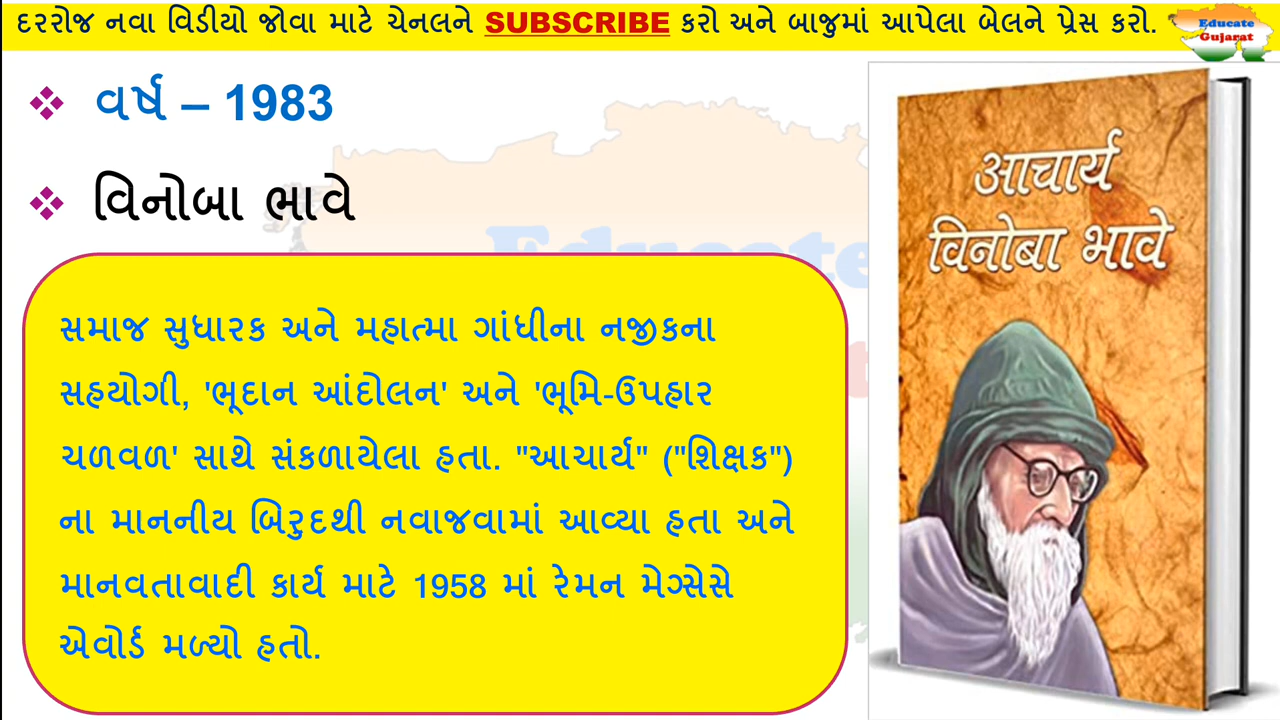 દરરોજ નવા વિડીયો જોવા માટે ચેનલને SUBSCRIBE કરો અને બાજુમાં આપેલા બેલને પ્રેસ કરો.
Educate
Gujarat
❖ વર્ષ – 1983
❖ વિનોબા ભાવે
Educate
સમાજ સુધારક અને મહાત્મા ગાંધીના નજીકના
સહયોગી, 'ભૂદાન આંદોલન' અને 'ભૂમિ-ઉપહાર
ચળવળ' સાથે સંકળાયેલા હતા. "આચાર્ય" ("શિક્ષક")
ના માનનીય બિરુદથી નવાજવામાં આવ્યા હતા અને
માનવતાવાદી કાર્ય માટે 1958 માં રેમન મેગ્સેસે
એવોર્ડ મળ્યો હતો.
आचार्य
विनोबा भावे